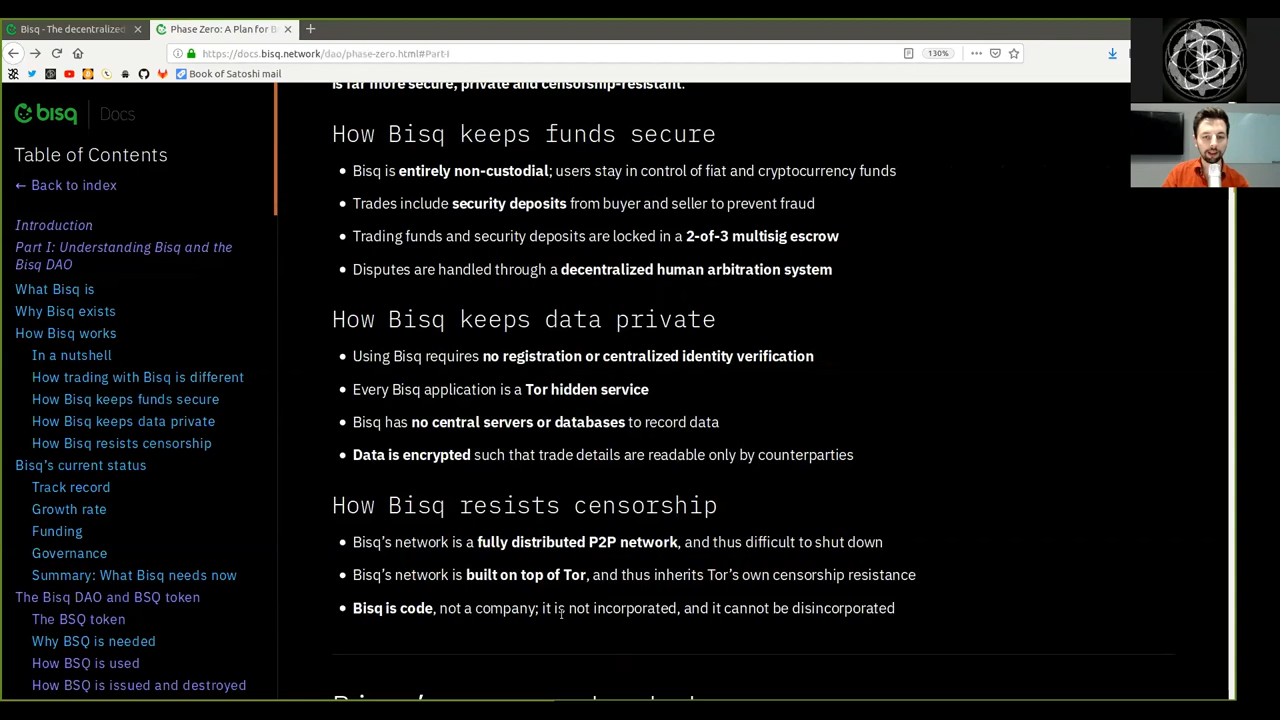 Bisq - The decentralized
Phase Zero: A Plan for B
https://docs.bisq.network/dao/phase-zero.html#Part-I
130%
Book of Satoshi mail
bisq
Docs
Table of Contents
← Back to index
Introduction
Part I: Understanding Bisq and the
Bisq DAO
What Bisq is
Why Bisq exists
How Bisq works
In a nutshell
How trading with Bisq is different
How Bisq keeps funds secure
How Bisq keeps data private
How Bisq resists censorship
Bisq's current status
Track record
Growth rate
Funding
Governance
Summary: What Bisq needs now
The Bisq DAO and BSQ token
The BSQ token
Why BSQ is needed
How BSQ is used
How BSQ is issued and destroyed
is far more secure, private and censorship-resistant.
How Bisq keeps funds secure
Bisq is entirely non-custodial; users stay in control of fiat and cryptocurrency funds
Trades include security deposits from buyer and seller to prevent fraud
Trading funds and security deposits are locked in a 2-of-3 multisig escrow
Disputes are handled through a decentralized human arbitration system
How Bisq keeps data private
Using Bisq requires no registration or centralized identity verification
Every Bisq application is a Tor hidden service
Bisq has no central servers or databases to record data
Data is encrypted such that trade details are readable only by counterparties
How Bisq resists censorship
Bisq's network is a fully distributed P2P network, and thus difficult to shut down
Bisq's network is built on top of Tor, and thus inherits Tor's own censorship resistance
Bisq is code, not a company; it is not incorporated, and it cannot be disincorporated